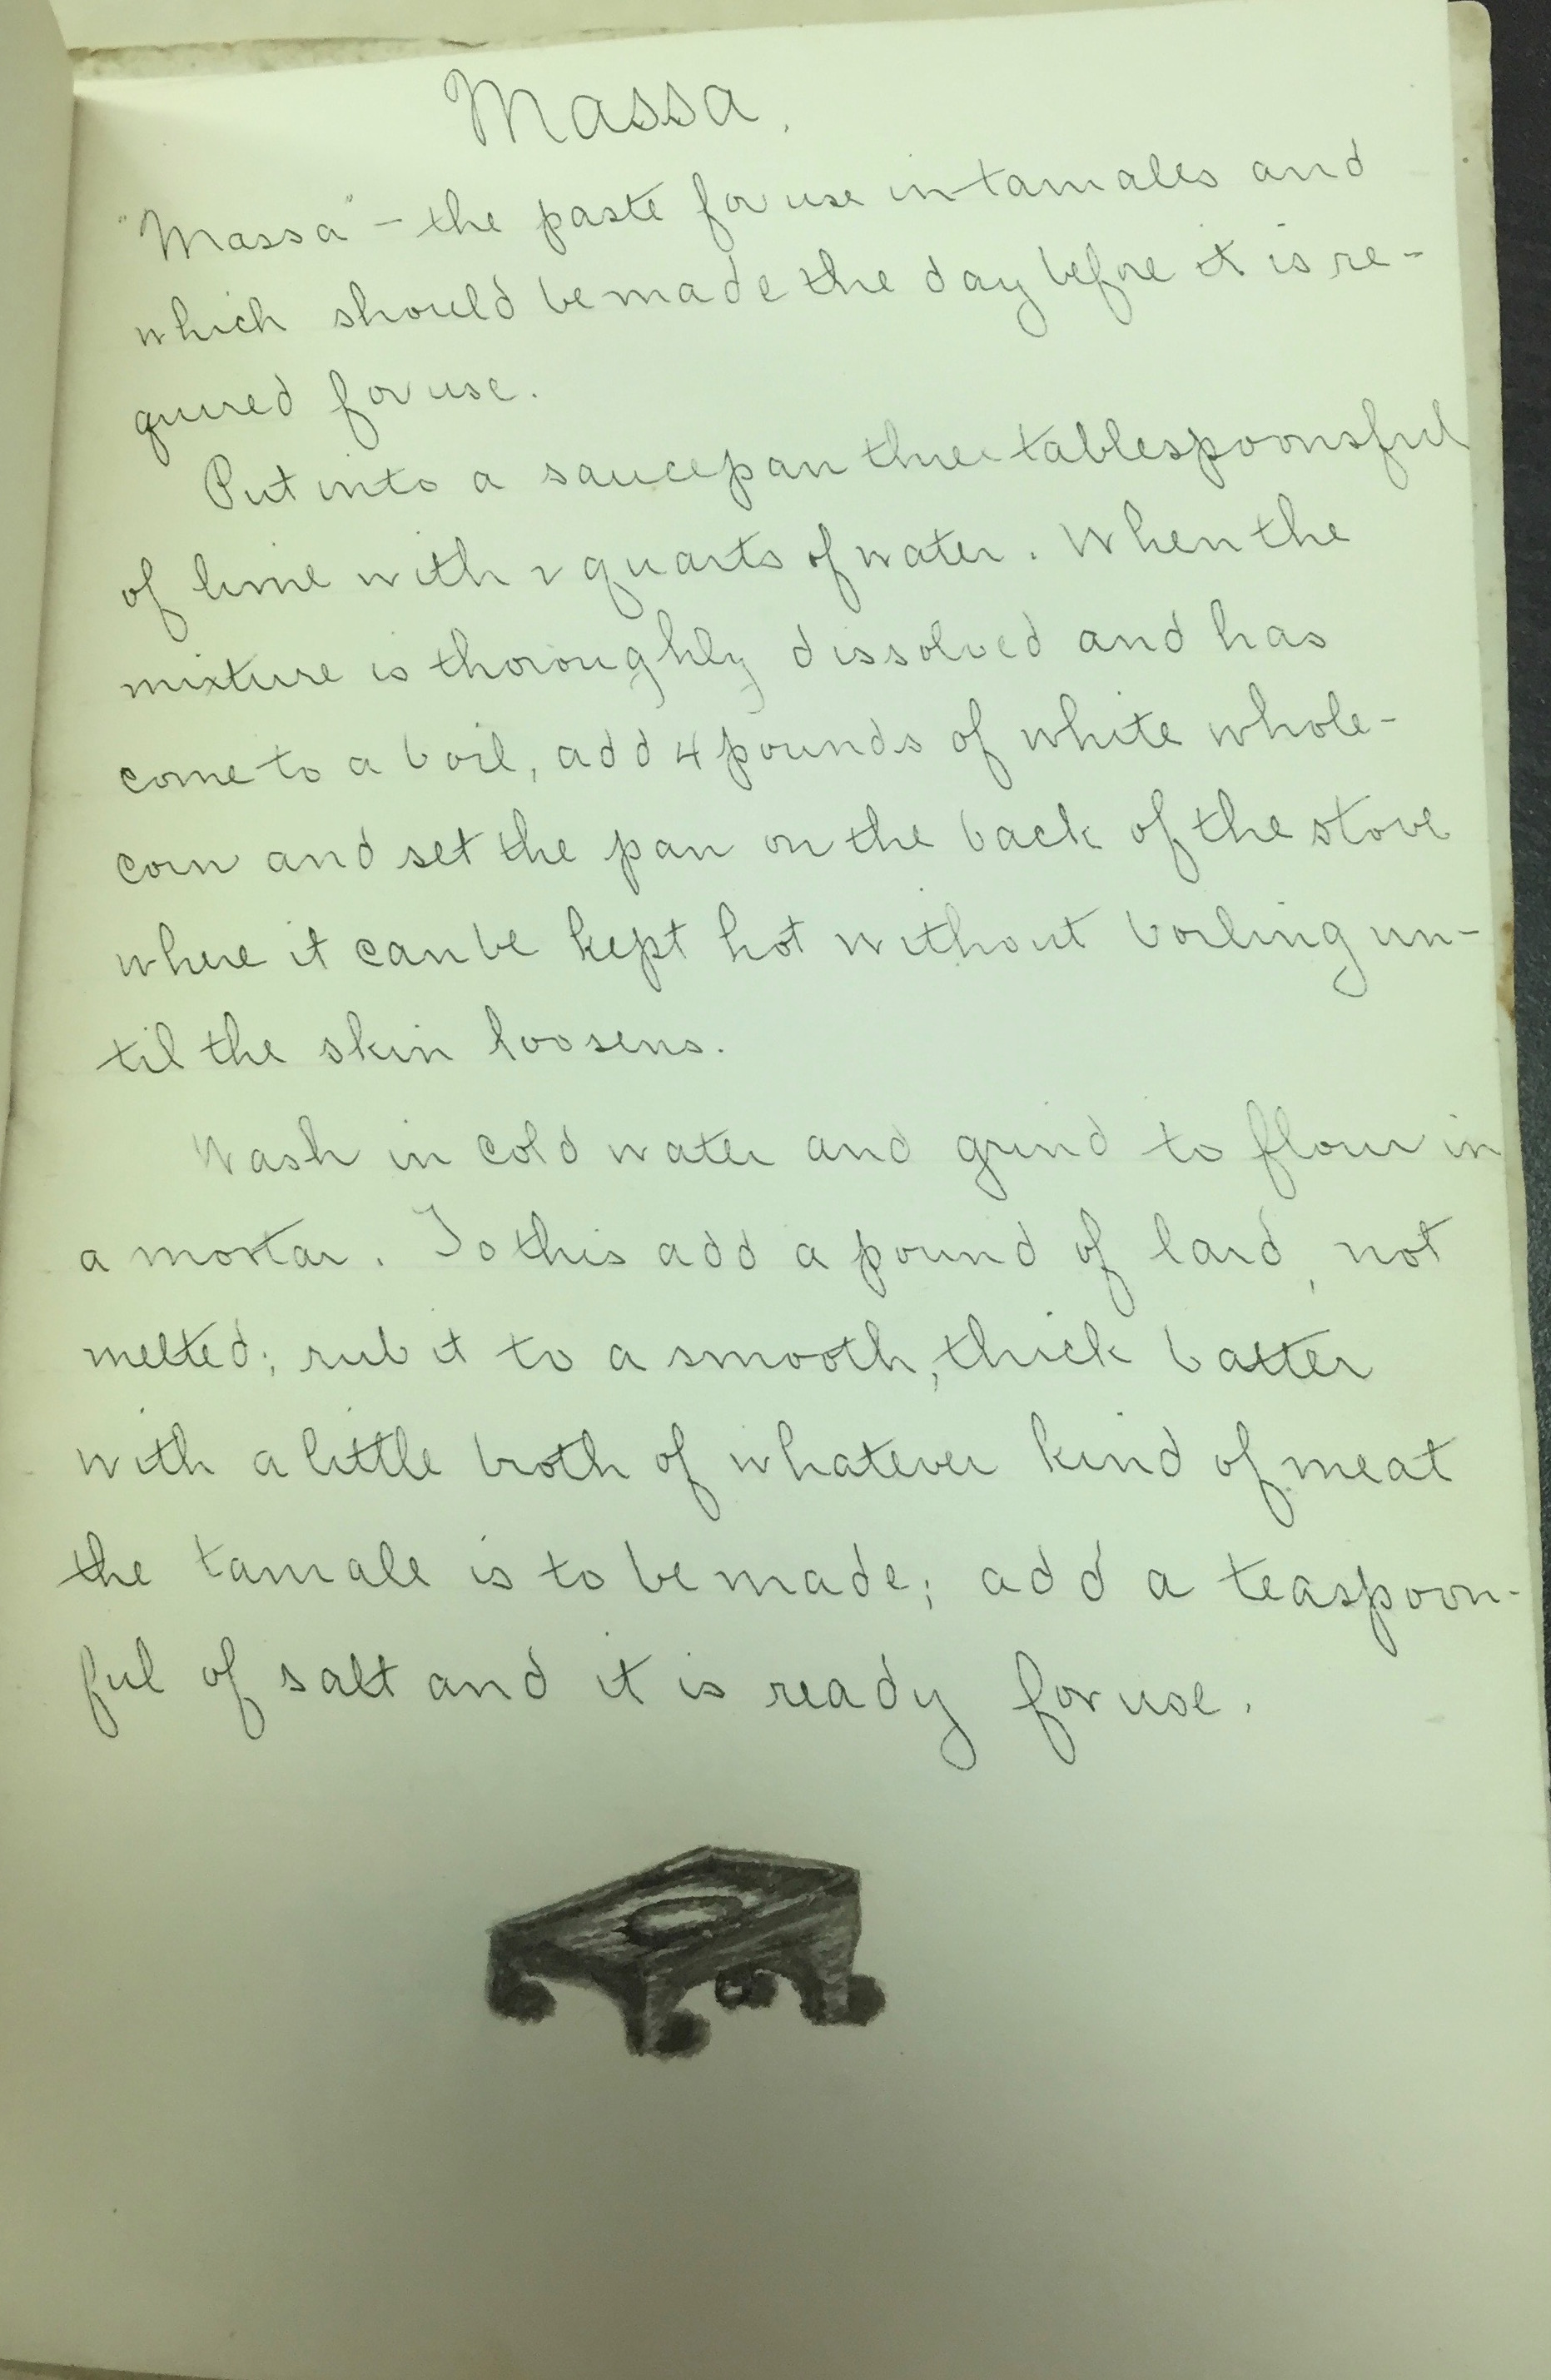 Massa.
"Massa" - the paste for use in tamales and
which should be made the day before it is re-
quired for use.
Put into a saucepan three tablespoonsful
of lime with 2 quarts of water. When the
mixture is thoroughly dissolved and has
come to a boil, add 4 pounds of white whole-
corn and set the pan on the back of the stove
where it can be kept hot without boiling un-
til the skin loosens.
Wash in cold water and grind to flour in
a mortar. To this add a pound of lard, not
melted; rub it to a smooth, thick batter
with a little broth of whatever kind of meat
the tamale is to be made; add a teaspoon-
ful of salt and it is ready for use.